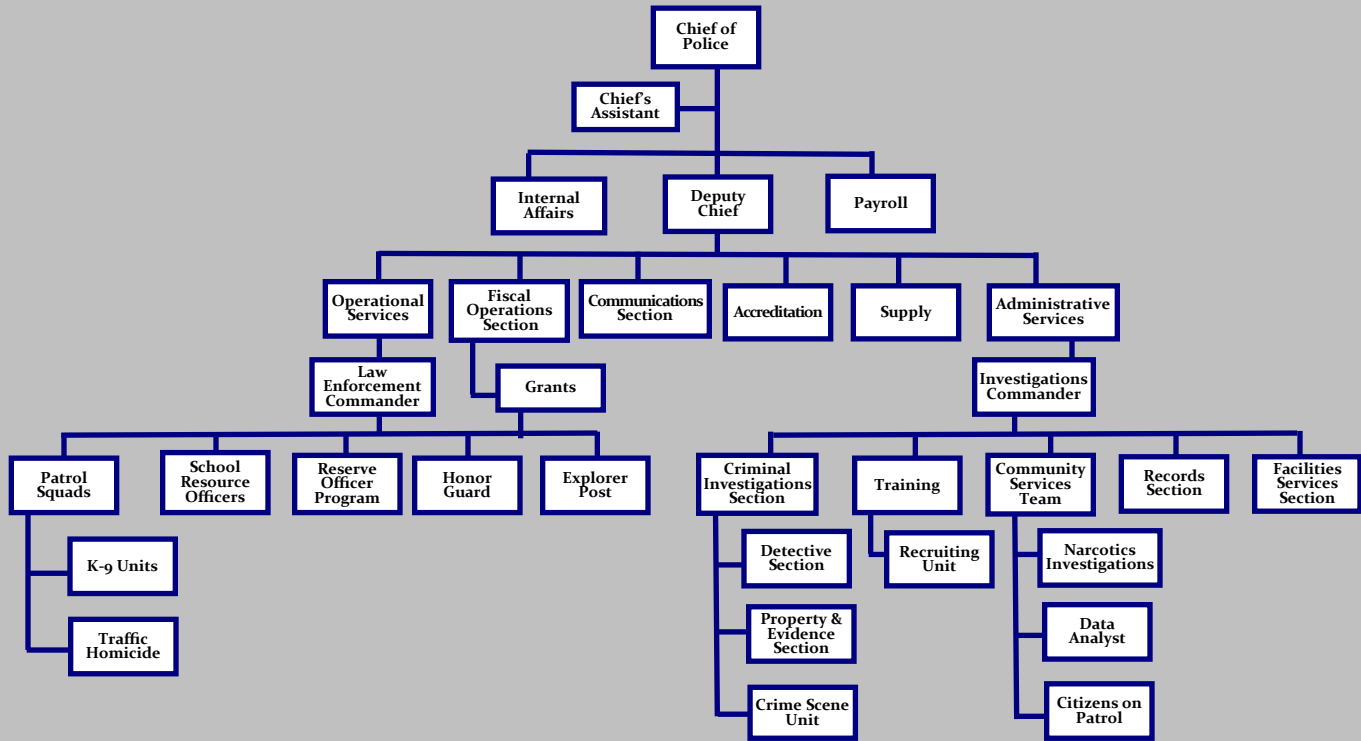 Chief of
Police
Chief's
Assistant
Internal
Affairs
Deputy
Chief
Payroll
Operational
Services
Fiscal
Operations
Section
Communications
Section
Accreditation
Supply
Administrative
Services
Law
Enforcement
Commander
Grants
Investigations
Commander
Patrol
Squads
School
Resource
Officers
Reserve
Officer
Program
Honor
Guard
Explorer
Post
Criminal
Investigations
Section
Training
Community
Services
Team
Records
Section
Facilities
Services
Section
K-9 Units
Detective
Section
Recruiting
Unit
Narcotics
Investigations
Traffic
Homicide
Property &
Evidence
Section
Data
Analyst
Crime Scene
Unit
Citizens on
Patrol